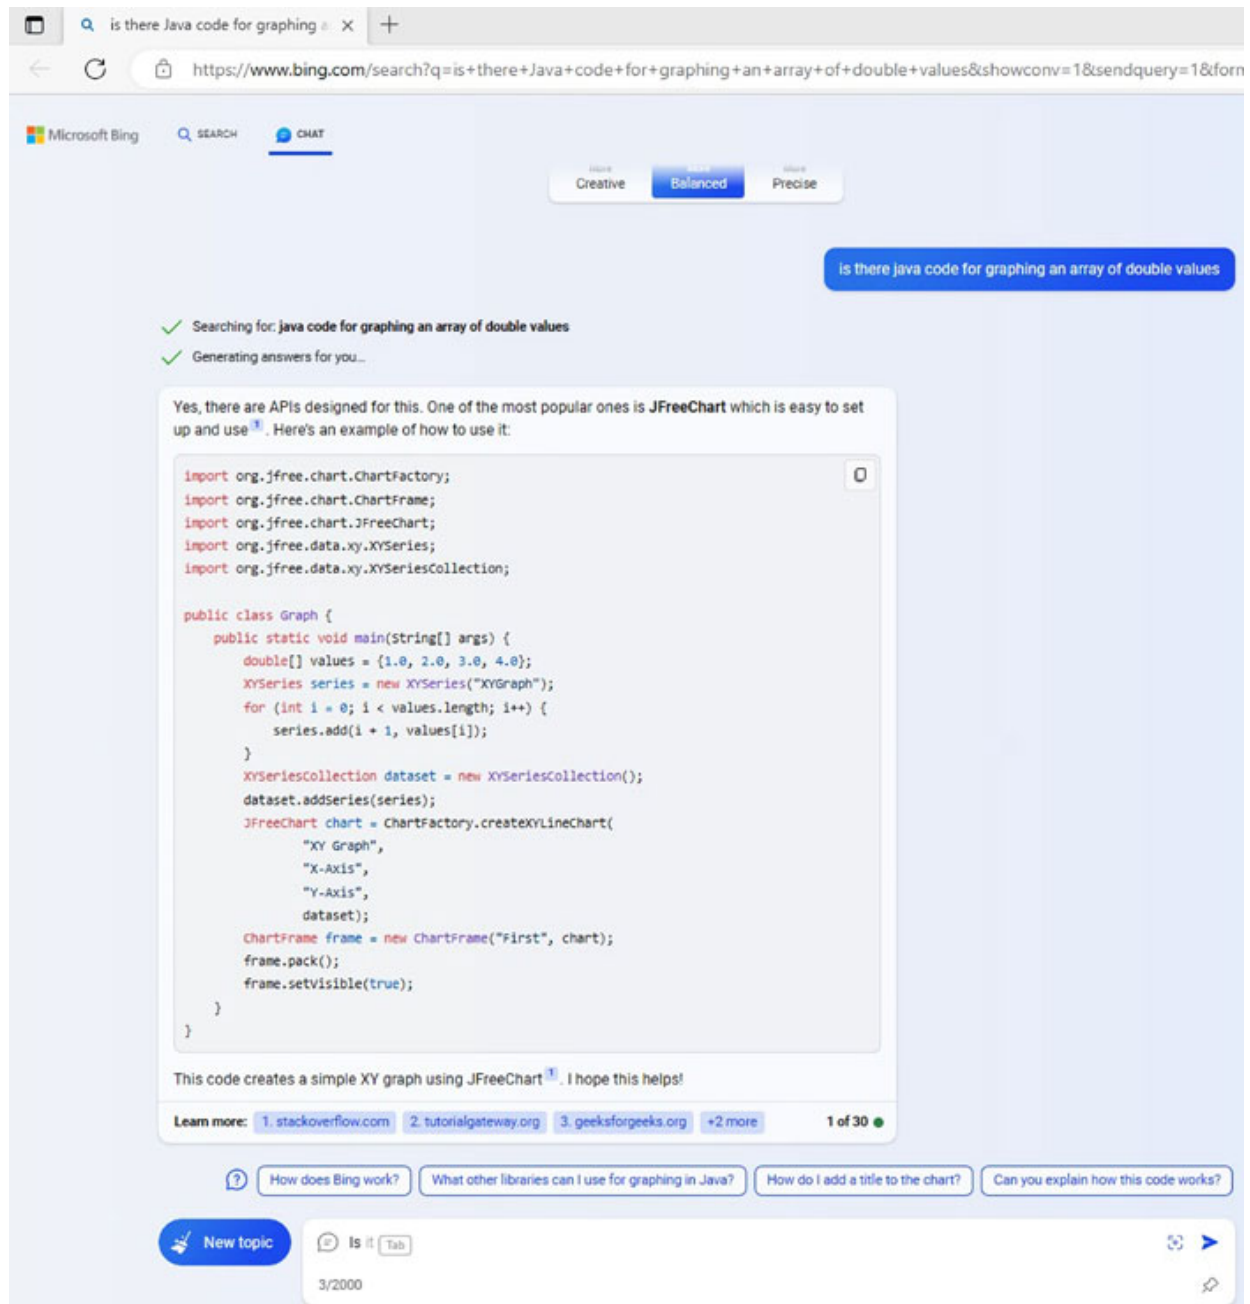 is there Java code for graphing a
https://www.bing.com/search?q=is+there+Java+code+for+graphing+an+array+of+double+values&showconv=1&sendquery=1&form
Microsoft Bing SEARCH CHAT
More More More
Creative Balanced Precise
is there java code for graphing an array of double values
Searching for: java code for graphing an array of double values
Generating answers for you...
Yes, there are APIs designed for this. One of the most popular ones is JFreeChart which is easy to set
up and use 1 . Here's an example of how to use it:
import org.jfree.chart.ChartFactory;
import org.jfree.chart.ChartFrame;
import org.jfree.chart.JFreeChart;
import org.jfree.data.xy.XYSeries;
import org.jfree.data.xy.XYSeriesCollection;
public class Graph {
public static void main(String[] args) {
double[] values = {1.0, 2.0, 3.0, 4.0};
XYSeries series = new XYSeries("XYGraph");
for (int i = 0; i < values.length; i++) {
series.add(i + 1, values[i]);
}
XYSeriesCollection dataset = new XYSeriesCollection();
dataset.addSeries(series);
JFreeChart chart = ChartFactory.createXYLineChart(
"XY Graph",
"X-Axis",
"Y-Axis",
dataset);
ChartFrame frame = new ChartFrame("First", chart);
frame.pack();
frame.setVisible(true);
}
}
This code creates a simple XY graph using JFreeChart 1 . I hope this helps!
Learn more: 1. stackoverflow.com 2. tutorialgateway.org 3. geeksforgeeks.org +2 more 1 of 30
How does Bing work? What other libraries can I use for graphing in Java? How do I add a title to the chart? Can you explain how this code works?
New topic Is it Tab
3/2000